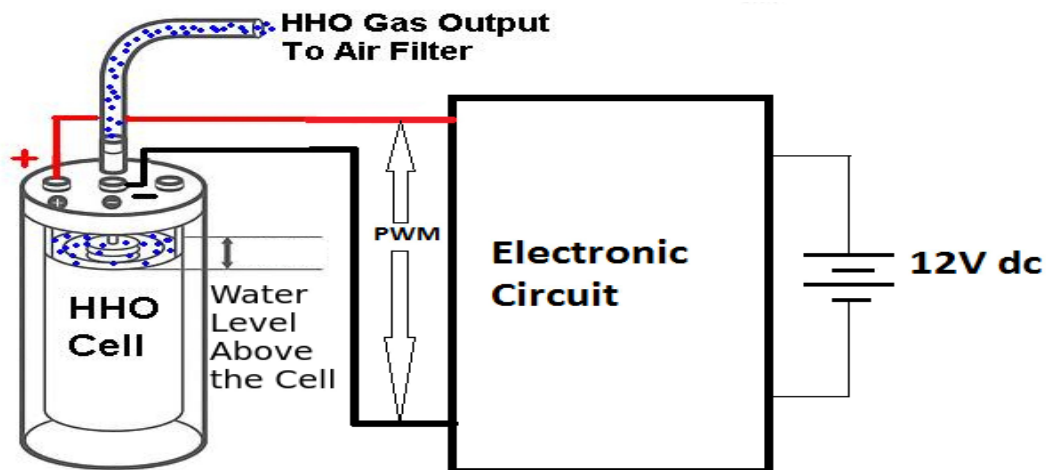 HHO Gas Output
To Air Filter
+
−
+
−
PWM
Electronic
Circuit
12V dc
HHO
Cell
Water
Level
Above
the Cell